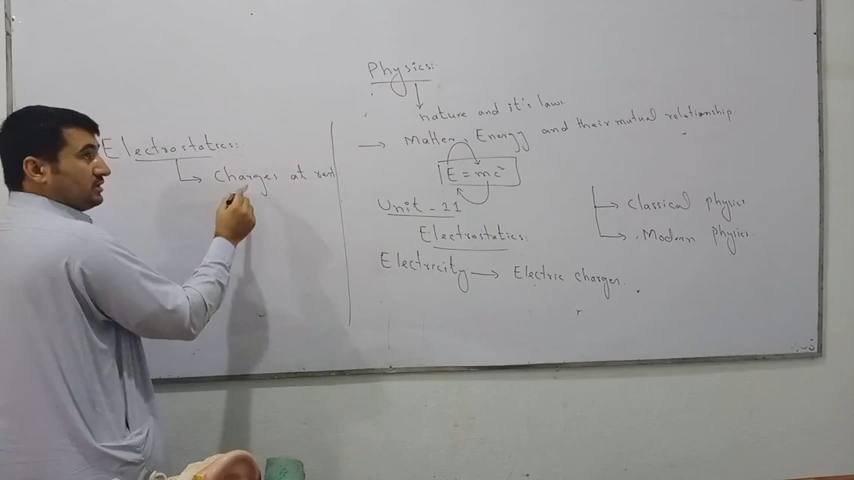 Electrostatics:
Charges at rest
Physics:
nature and it's laws
Matter, Energy and their mutual relationship.
E = mc²
Unit - 11
Electrostatics:
Electricity → Electric charges.
Classical physics
Modern physics.